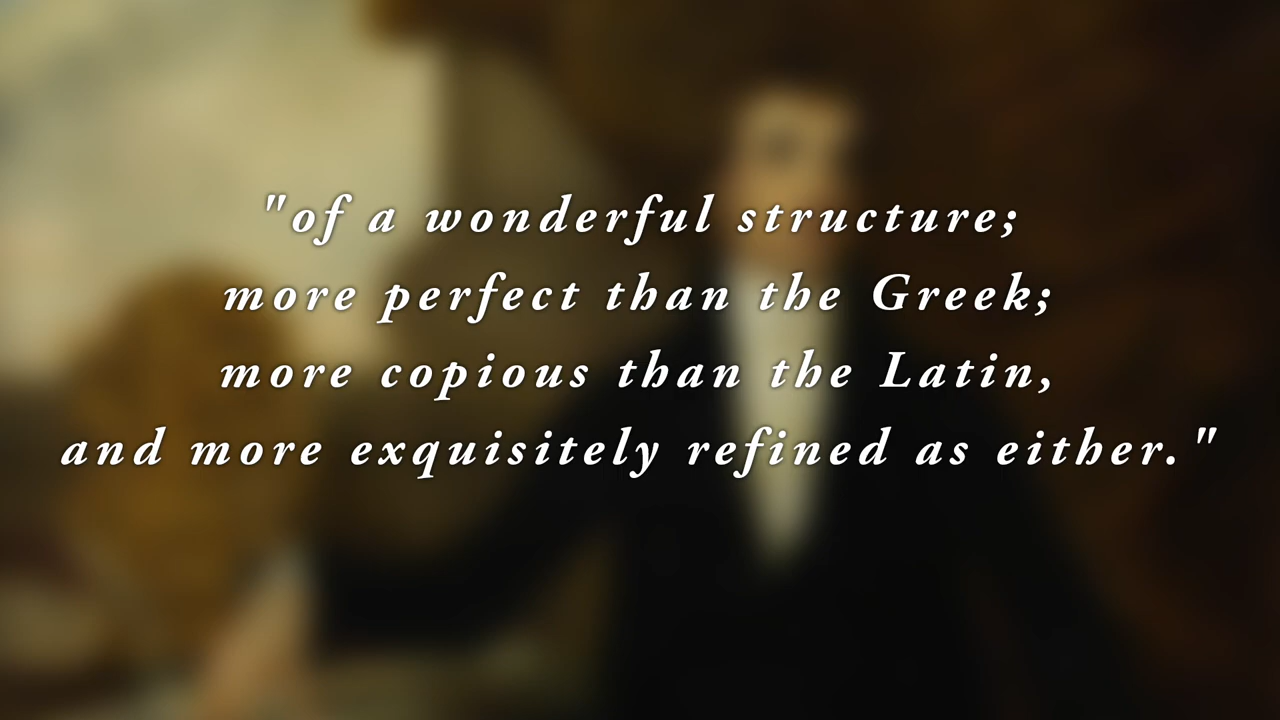 "of a wonderful structure;
more perfect than the Greek;
more copious than the Latin,
and more exquisitely refined as either."